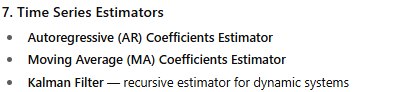 7. Time Series Estimators
• Autoregressive (AR) Coefficients Estimator
• Moving Average (MA) Coefficients Estimator
• Kalman Filter — recursive estimator for dynamic systems